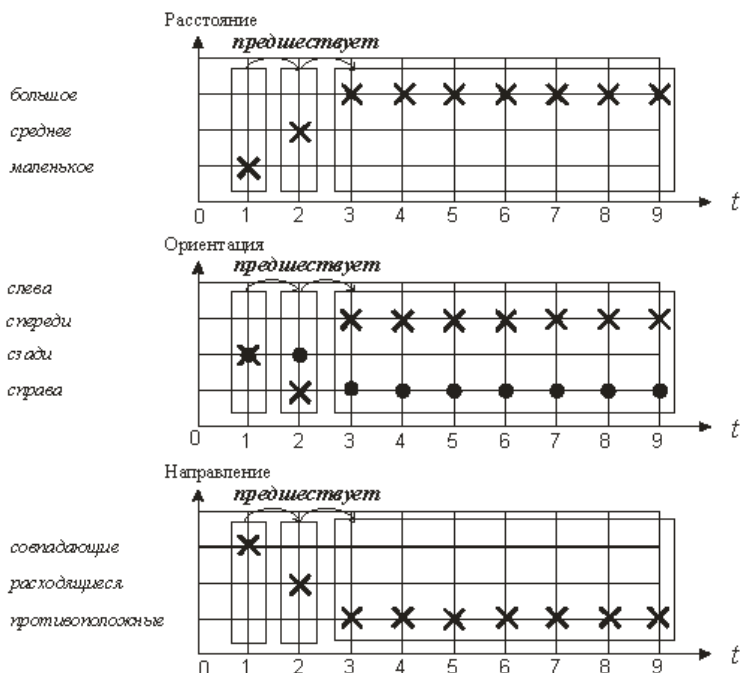 Расстояние
предшествует
большое
среднее
маленькое
0 1 2 3 4 5 6 7 8 9 t
Ориентация
предшествует
слева
спереди
сзади
справа
0 1 2 3 4 5 6 7 8 9 t
Направление
предшествует
совпадающие
расходящиеся
противоположные
0 1 2 3 4 5 6 7 8 9 t